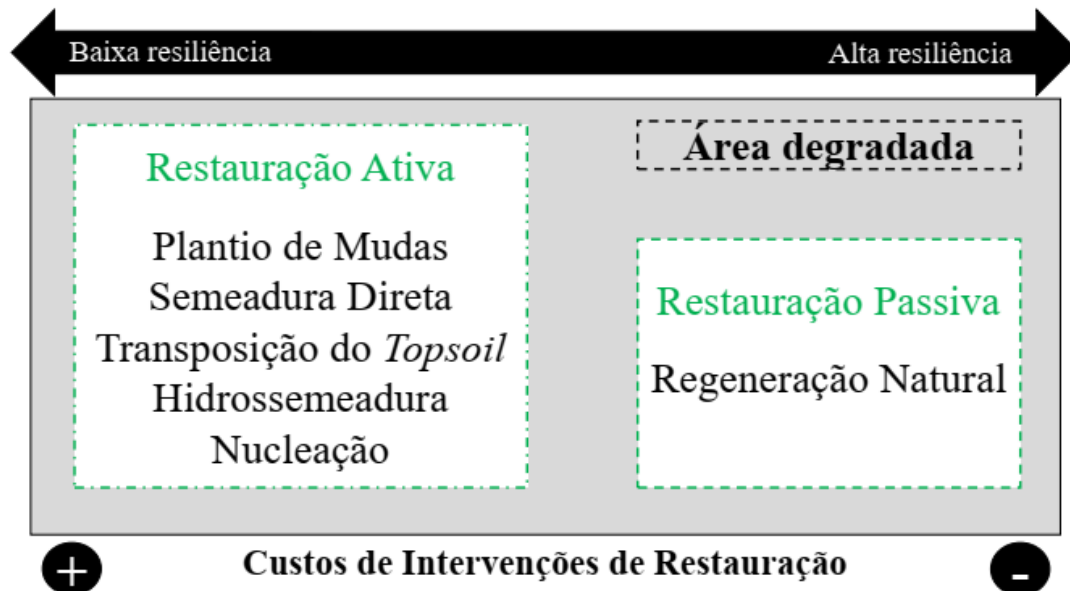 Baixa resiliência
Alta resiliência
Restauração Ativa
Plantio de Mudas
Semeadura Direta
Transposição do Topsoil
Hidrossemeadura
Nucleação
Área degradada
Restauração Passiva
Regeneração Natural
+
Custos de Intervenções de Restauração
-